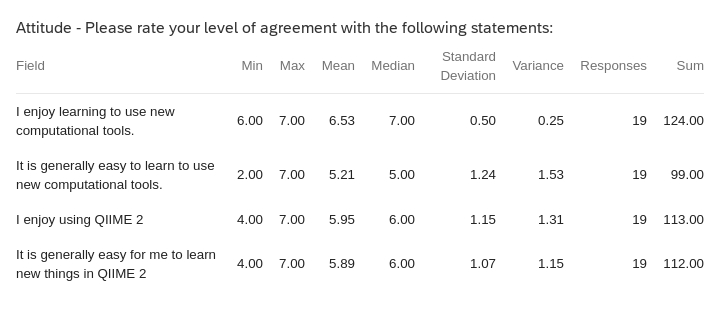 Attitude - Please rate your level of agreement with the following statements:
Field Min Max Mean Median Standard Deviation Variance Responses Sum
I enjoy learning to use new
computational tools. 6.00 7.00 6.53 7.00 0.50 0.25 19 124.00
It is generally easy to learn to use
new computational tools. 2.00 7.00 5.21 5.00 1.24 1.53 19 99.00
I enjoy using QIIME 2 4.00 7.00 5.95 6.00 1.15 1.31 19 113.00
It is generally easy for me to learn
new things in QIIME 2 4.00 7.00 5.89 6.00 1.07 1.15 19 112.00